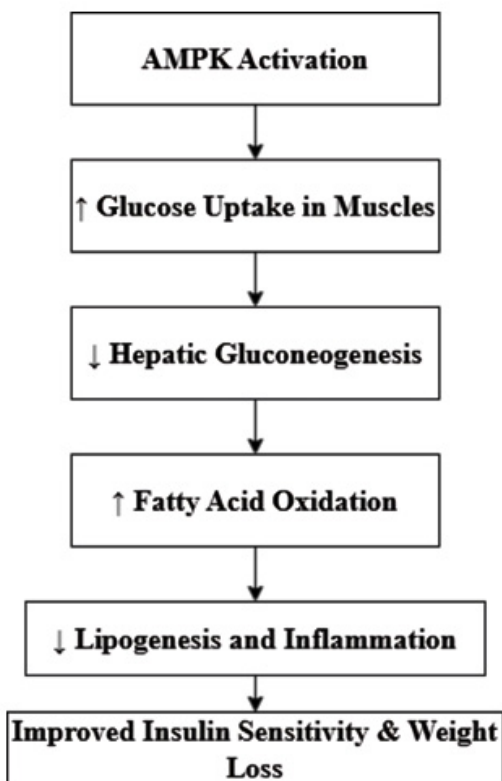 AMPK Activation
↑ Glucose Uptake in Muscles
↓ Hepatic Gluconeogenesis
↑ Fatty Acid Oxidation
↓ Lipogenesis and Inflammation
Improved Insulin Sensitivity & Weight
Loss